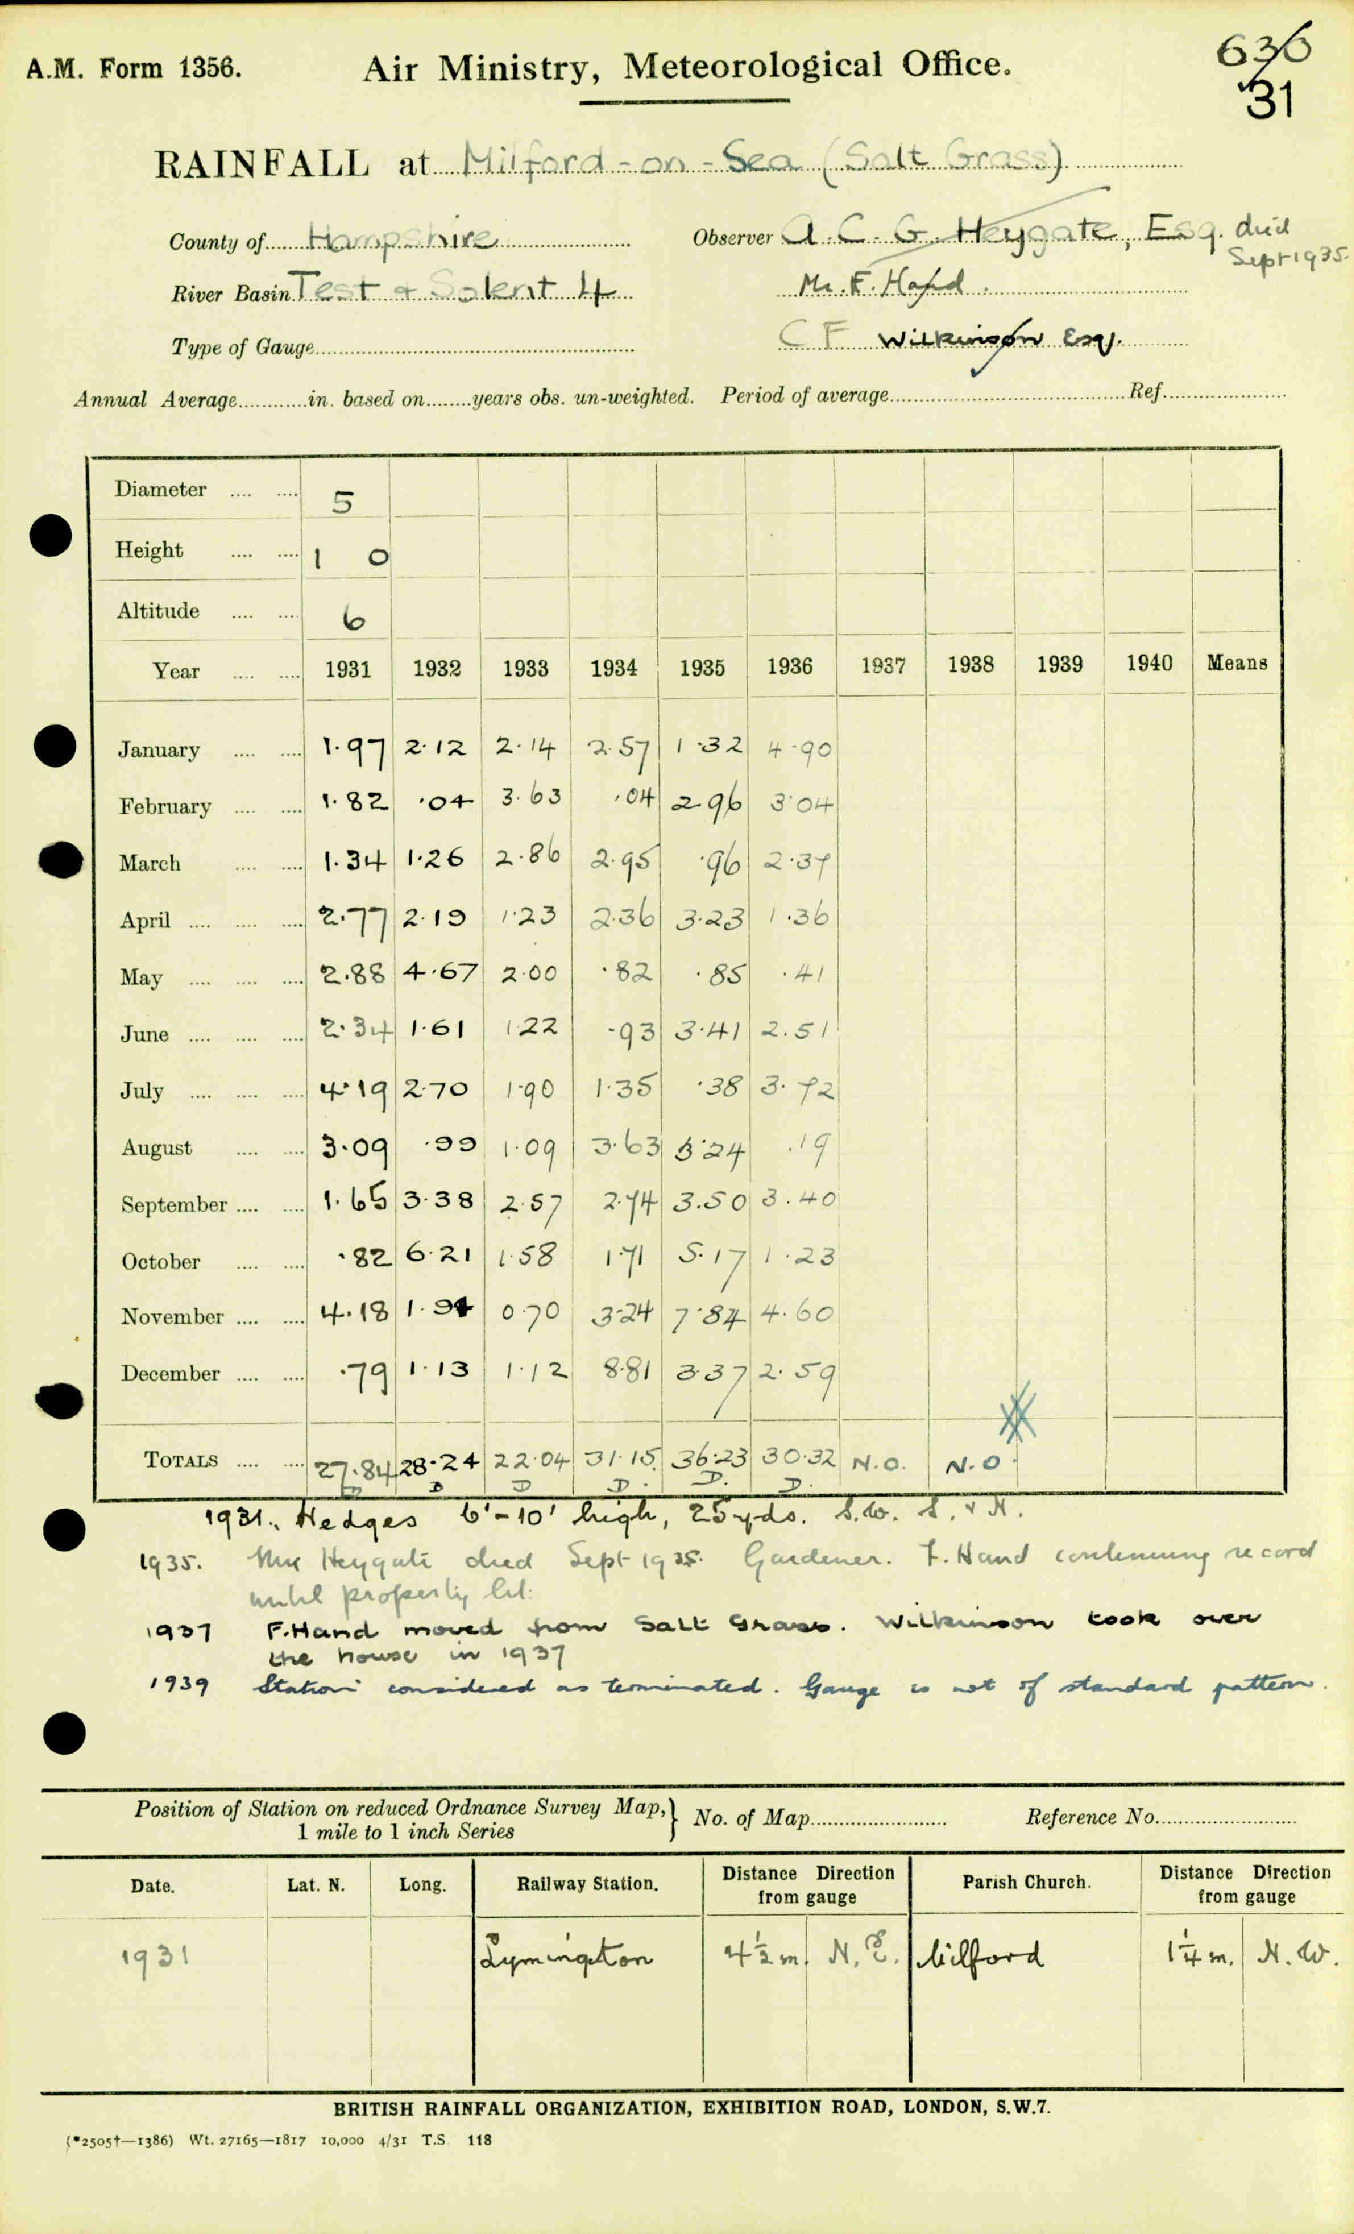 A.M. Form 1356. Air Ministry, Meteorological Office. 630
31
RAINFALL at Milford-on-Sea (Salt Grass)
County of Hampshire Observer A. C. G. Heygate, Esq. died Sept 1935.
River Basin Test & Solent 4 Mr. F. Hand.
Type of Gauge C F Wilkinson Esq.
Annual Average in. based on years obs. un-weighted. Period of average Ref.
Diameter 5
Height 1 0
Altitude 6
Year 1931 1932 1933 1934 1935 1936 1937 1938 1939 1940 Means
January 1.97 2.12 2.14 2.57 1.32 4.90
February 1.82 .04 3.63 .04 2.96 3.04
March 1.34 1.26 2.86 2.95 .96 2.37
April 2.77 2.19 1.23 2.36 3.23 1.36
May 2.88 4.67 2.00 .82 .85 .41
June 2.34 1.61 1.22 .93 3.41 2.51
July 4.19 2.70 1.90 1.35 .38 3.72
August 3.09 .99 1.09 3.63 3.24 .19
September 1.65 3.38 2.57 2.74 3.50 3.40
October .82 6.21 1.58 1.71 5.17 1.23
November 4.18 1.94 0.70 3.24 7.84 4.60
December .79 1.13 1.12 8.81 3.37 2.59
TOTALS 27.84 28.24 22.04 31.15 36.23 30.32 N.O. N.O.
D D D D. D. D.
1931. Hedges 6'-10' high, 25 yds. S.W. S. & N.
1935. Mr Heygate died Sept 1935. Gardener. F. Hand continuing record
until property let.
1937 F.Hand moved from Salt Grass. Wilkinson took over
the house in 1937
1939 Station considered as terminated. Gauge is not of standard pattern.
Position of Station on reduced Ordnance Survey Map, No. of Map Reference No.
1 mile to 1 inch Series
Date. Lat. N. Long. Railway Station. Distance Direction from gauge Parish Church. Distance Direction from gauge
1931 Lymington 4½ m. N.E. Milford 1¼ m. N.W.
BRITISH RAINFALL ORGANIZATION, EXHIBITION ROAD, LONDON, S.W.7.
(*2505†—1386) Wt. 27165—1817 10,000 4/31 T.S. 118